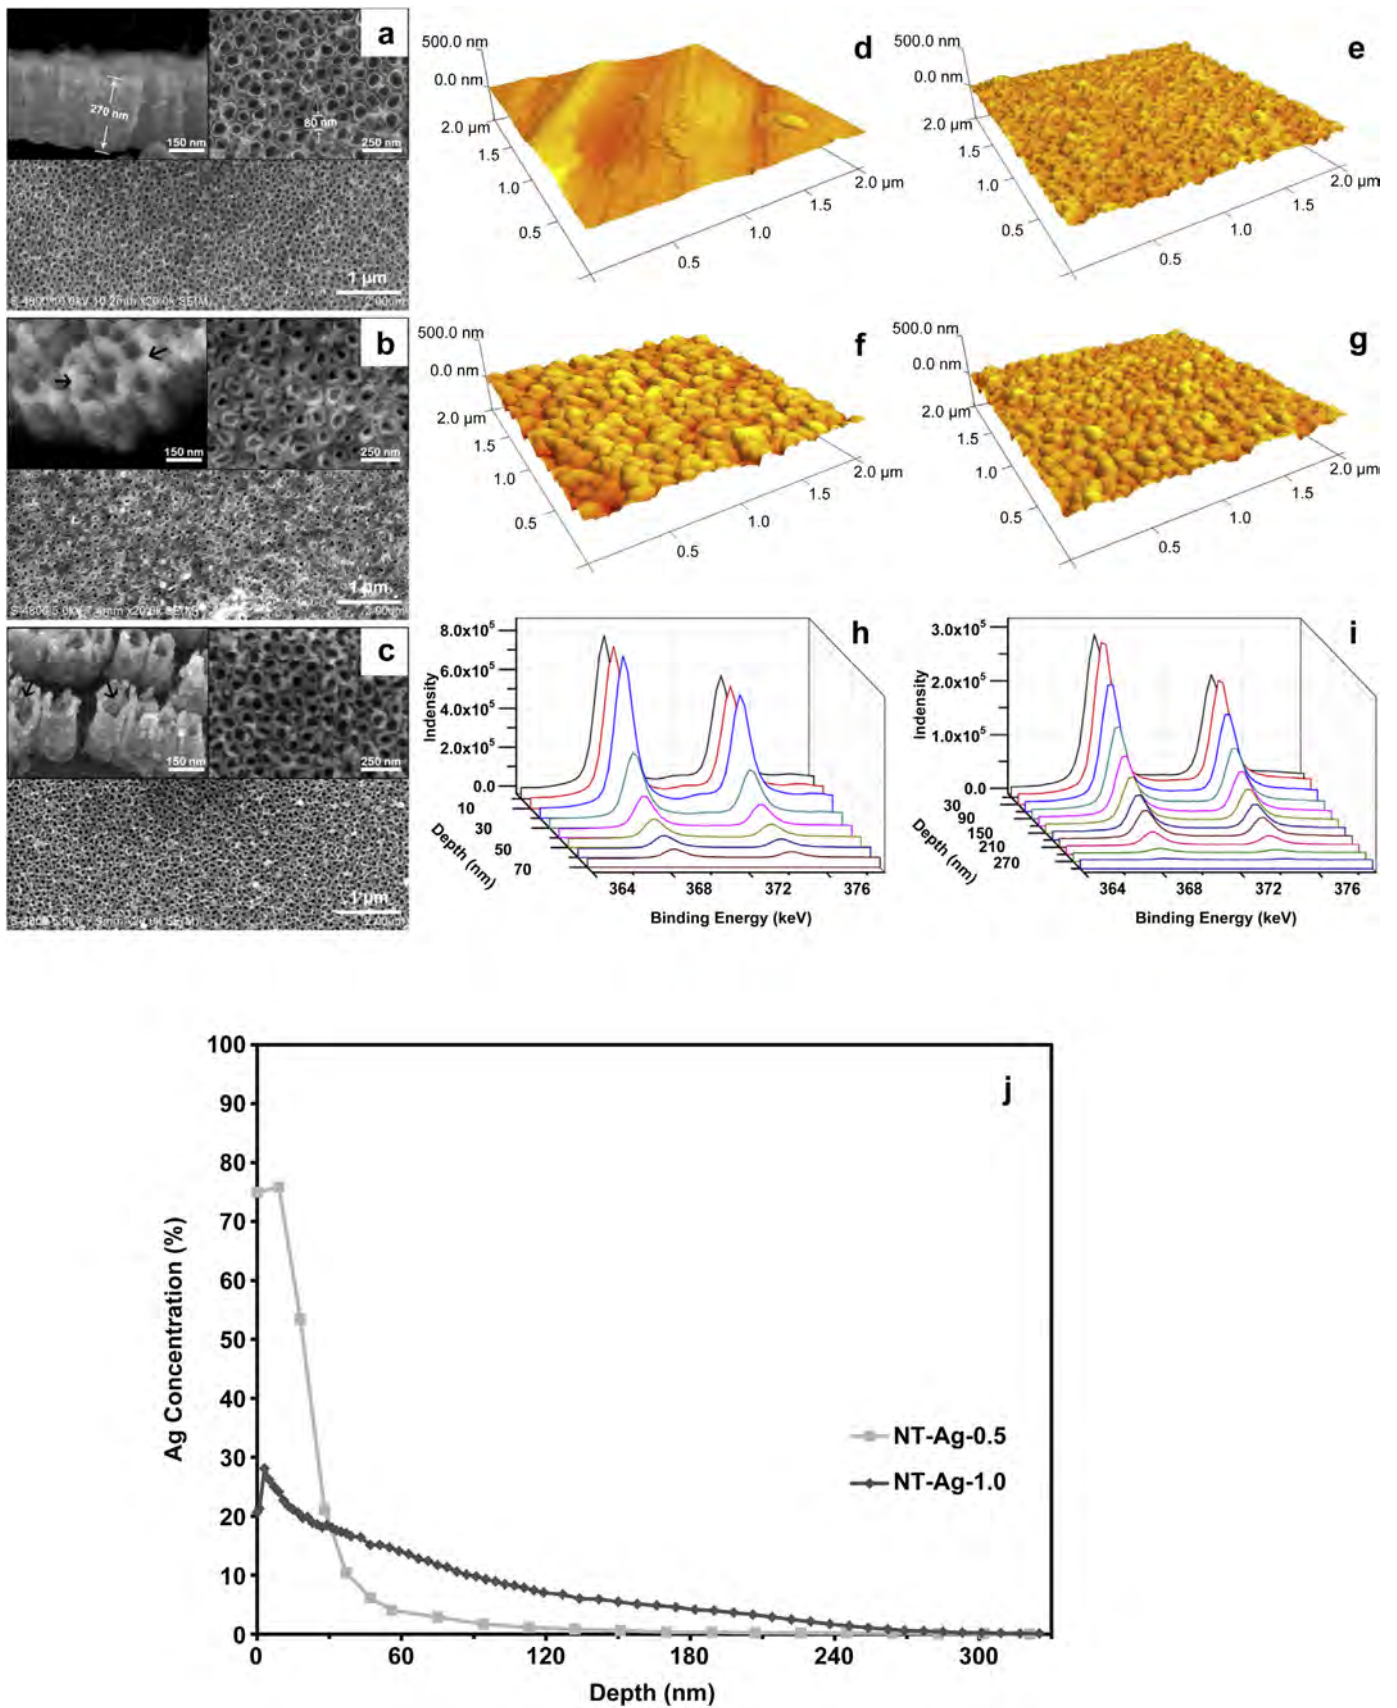 a
270 nm
80 nm
150 nm
250 nm
1 μm
b
150 nm
250 nm
1 μm
c
150 nm
250 nm
1 μm
d
500.0 nm
0.0 nm
2.0 μm
1.5
1.0
0.5
0.5
1.0
1.5
2.0 μm
e
500.0 nm
0.0 nm
2.0 μm
1.5
1.0
0.5
0.5
1.0
1.5
2.0 μm
f
500.0 nm
0.0 nm
2.0 μm
1.5
1.0
0.5
0.5
1.0
1.5
2.0 μm
g
500.0 nm
0.0 nm
2.0 μm
1.5
1.0
0.5
0.5
1.0
1.5
2.0 μm
h
8.0x10⁵
6.0x10⁵
4.0x10⁵
2.0x10⁵
0.0
Indensity
10
30
50
70
Depth (nm)
364 368 372 376
Binding Energy (keV)
i
3.0x10⁵
2.0x10⁵
1.0x10⁵
0.0
Indensity
30
90
150
210
270
Depth (nm)
364 368 372 376
Binding Energy (keV)
j
100
90
80
70
60
50
40
30
20
10
0
Ag Concentration (%)
NT-Ag-0.5
NT-Ag-1.0
0 60 120 180 240 300
Depth (nm)